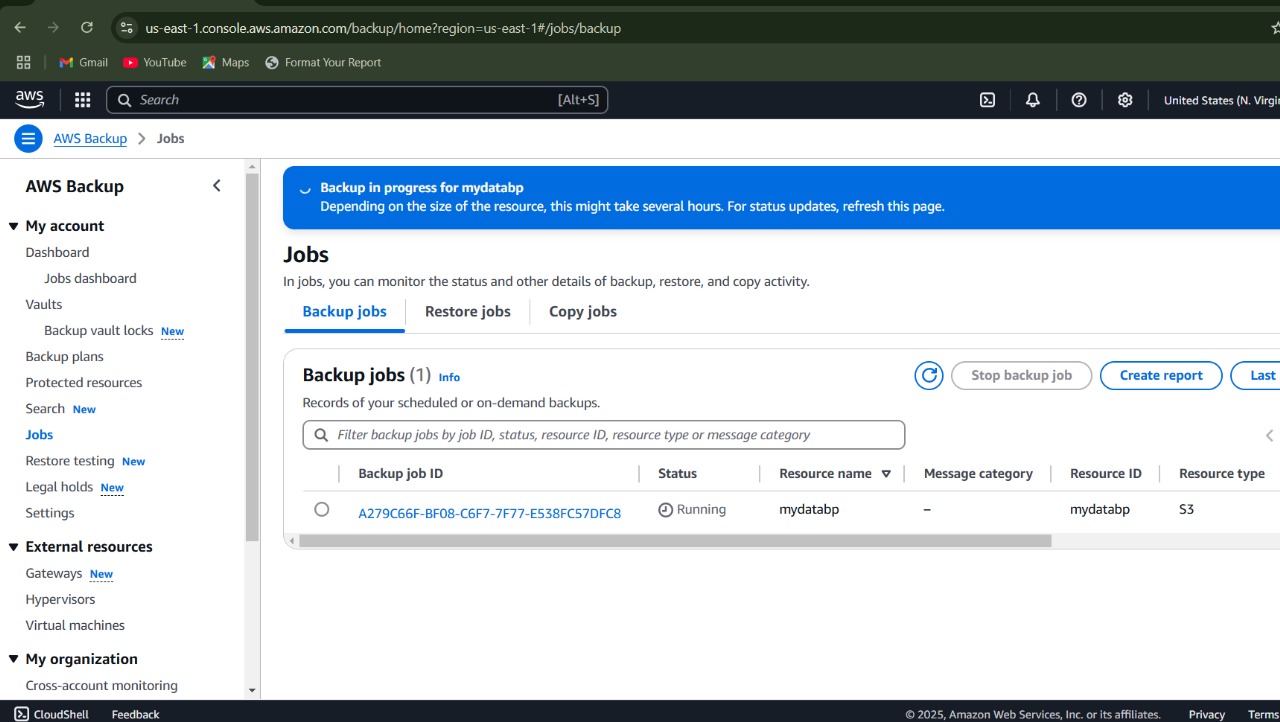 us-east-1.console.aws.amazon.com/backup/home?region=us-east-1#/jobs/backup
Gmail YouTube Maps Format Your Report
aws Search [Alt+S] United States (N. Virgin
AWS Backup Jobs
AWS Backup
My account
Dashboard
Jobs dashboard
Vaults
Backup vault locks New
Backup plans
Protected resources
Search New
Jobs
Restore testing New
Legal holds New
Settings
External resources
Gateways New
Hypervisors
Virtual machines
My organization
Cross-account monitoring
Backup in progress for mydatabp
Depending on the size of the resource, this might take several hours. For status updates, refresh this page.
Jobs
In jobs, you can monitor the status and other details of backup, restore, and copy activity.
Backup jobs Restore jobs Copy jobs
Backup jobs (1) Info Stop backup job Create report Last
Records of your scheduled or on-demand backups.
Filter backup jobs by job ID, status, resource ID, resource type or message category
Backup job ID Status Resource name Message category Resource ID Resource type
A279C66F-BF08-C6F7-7F77-E538FC57DFC8 Running mydatabp – mydatabp S3
CloudShell Feedback © 2025, Amazon Web Services, Inc. or its affiliates. Privacy Terms